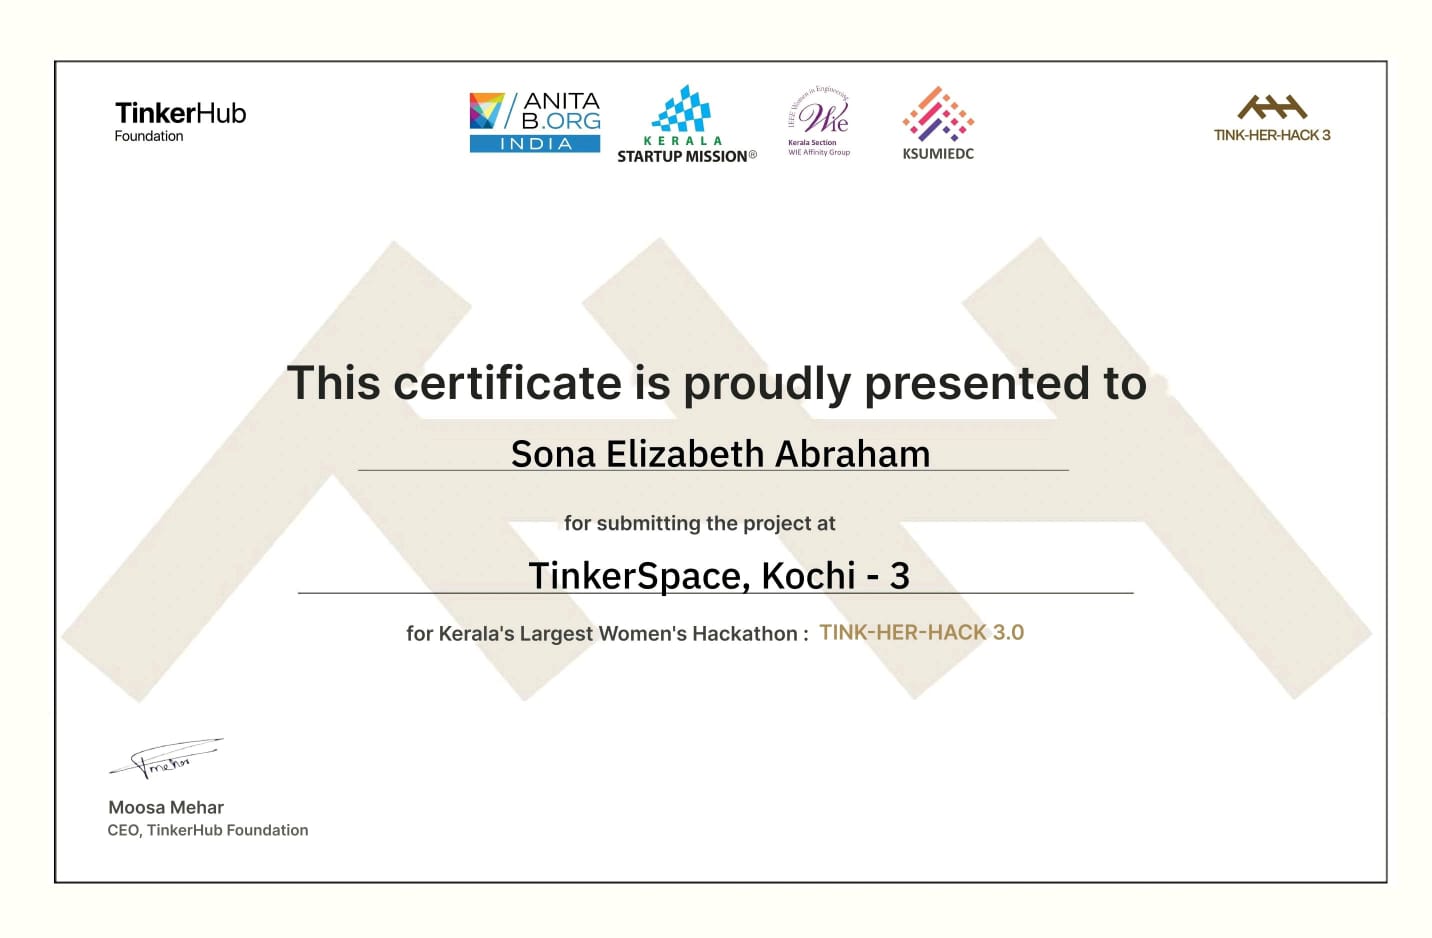 TinkerHub
Foundation
ANITA
B.ORG
INDIA
KERALA
STARTUP MISSION®
IEEE Women in Engineering
Wie
Kerala Section
WIE Affinity Group
KSUMIEDC
TINK-HER-HACK 3
This certificate is proudly presented to
Sona Elizabeth Abraham
for submitting the project at
TinkerSpace, Kochi - 3
for Kerala's Largest Women's Hackathon : TINK-HER-HACK 3.0
Moosa Mehar
CEO, TinkerHub Foundation